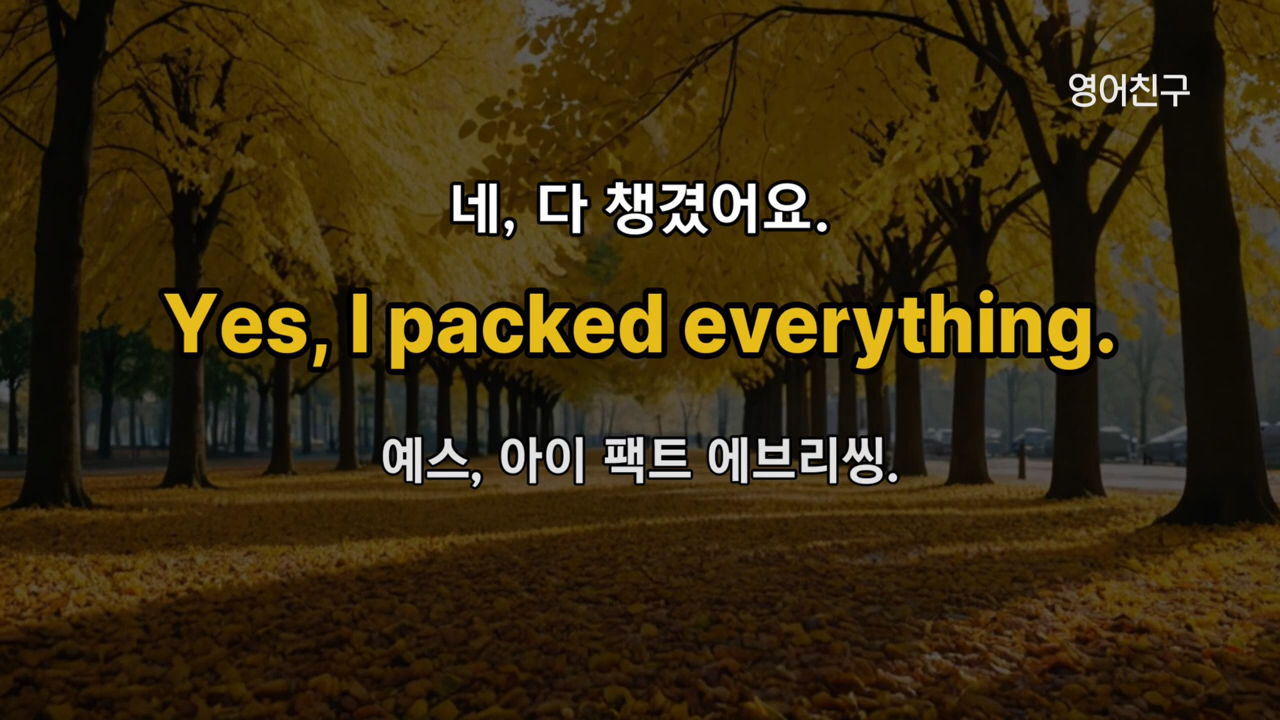 영어친구
네, 다 챙겼어요.
Yes, I packed everything.
예스, 아이 팩트 에브리씽.